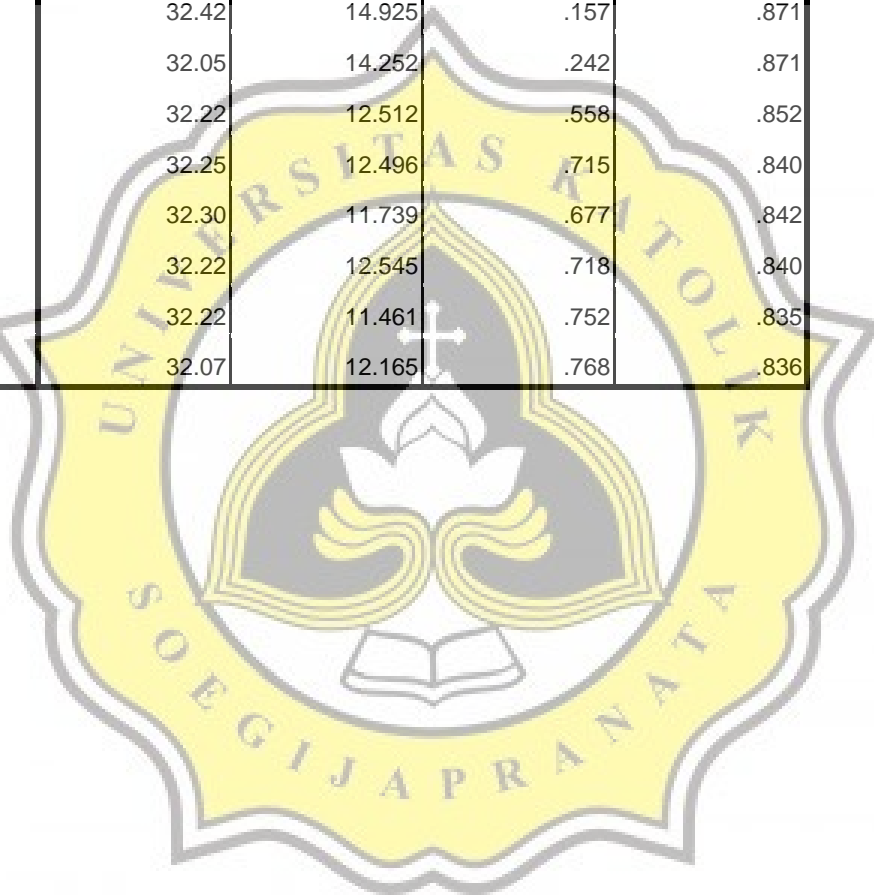 32.42 14.925 .157 .871
32.05 14.252 .242 .871
32.22 12.512 .558 .852
32.25 12.496 .715 .840
32.30 11.739 .677 .842
32.22 12.545 .718 .840
32.22 11.461 .752 .835
32.07 12.165 .768 .836
UNIVERSITAS KATOLIK
SOEGIJAPRANATA